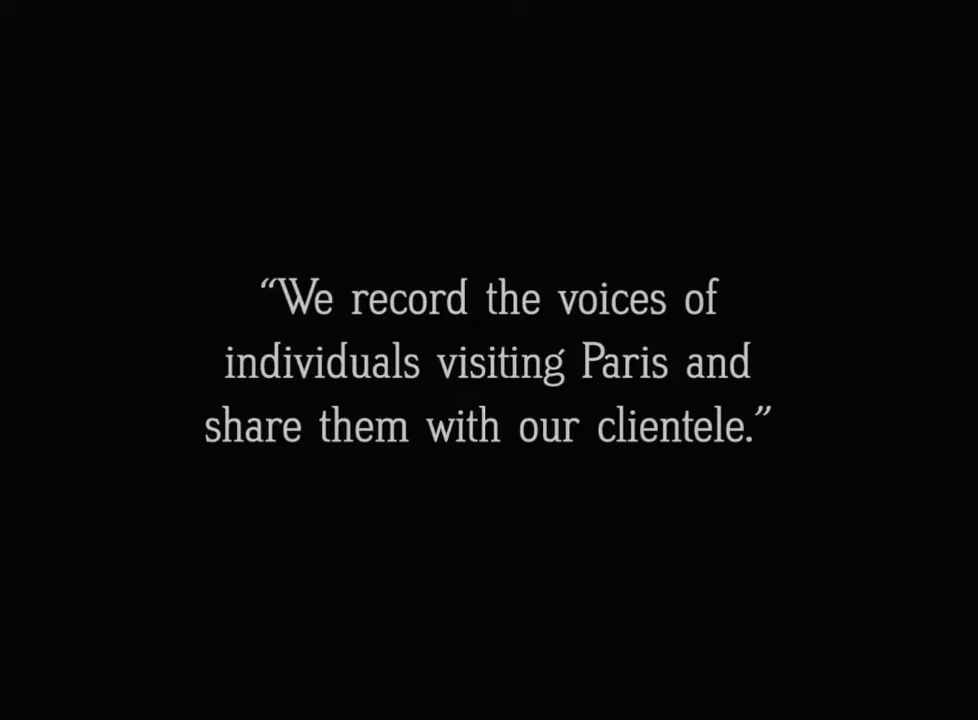 “We record the voices of
individuals visiting Paris and
share them with our clientele.”